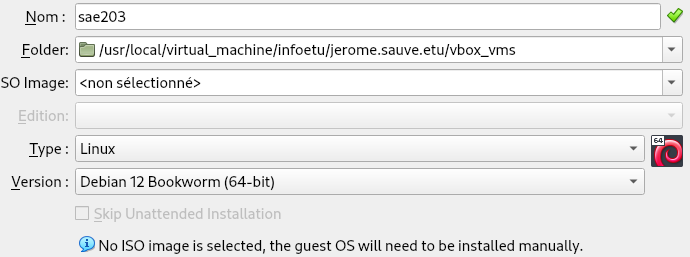 Nom : sae203
Folder: /usr/local/virtual_machine/infoetu/jerome.sauve.etu/vbox_vms
SO Image: <non sélectionné>
Edition:
Type : Linux 64
Version : Debian 12 Bookworm (64-bit)
Skip Unattended Installation
No ISO image is selected, the guest OS will need to be installed manually.